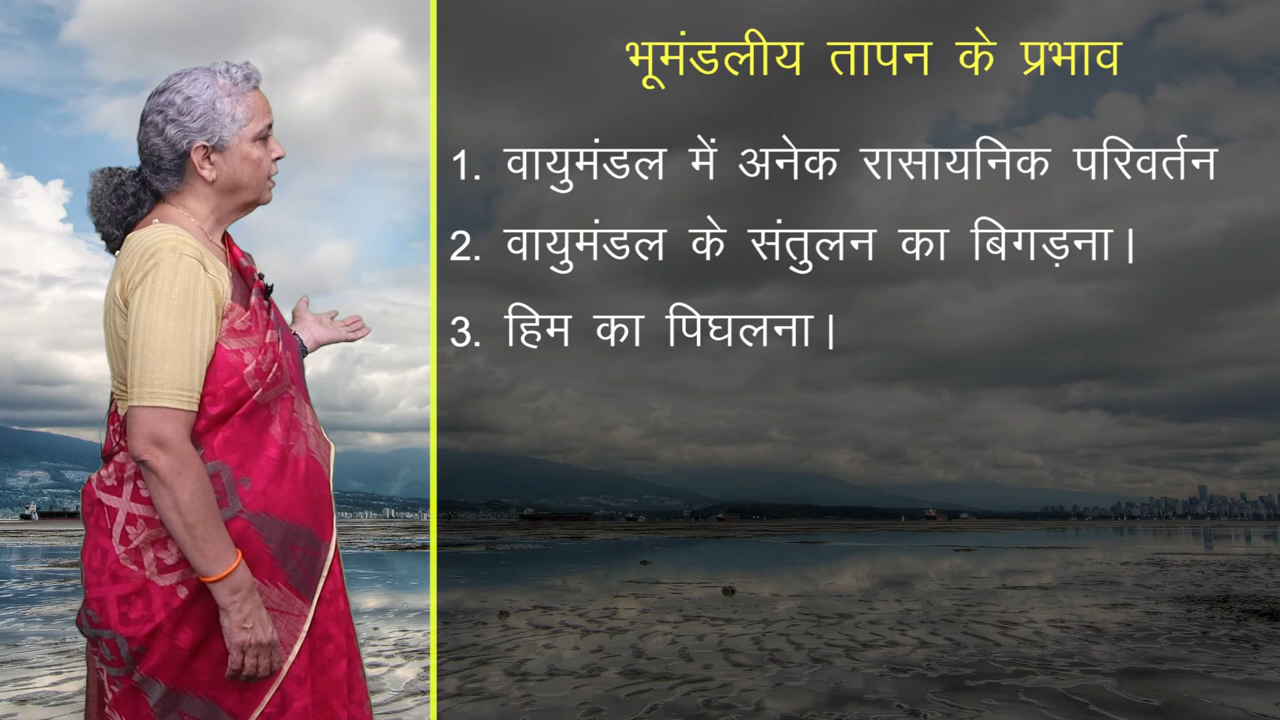 भूमंडलीय तापन के प्रभाव
1. वायुमंडल में अनेक रासायनिक परिवर्तन
2. वायुमंडल के संतुलन का बिगड़ना।
3. हिम का पिघलना।